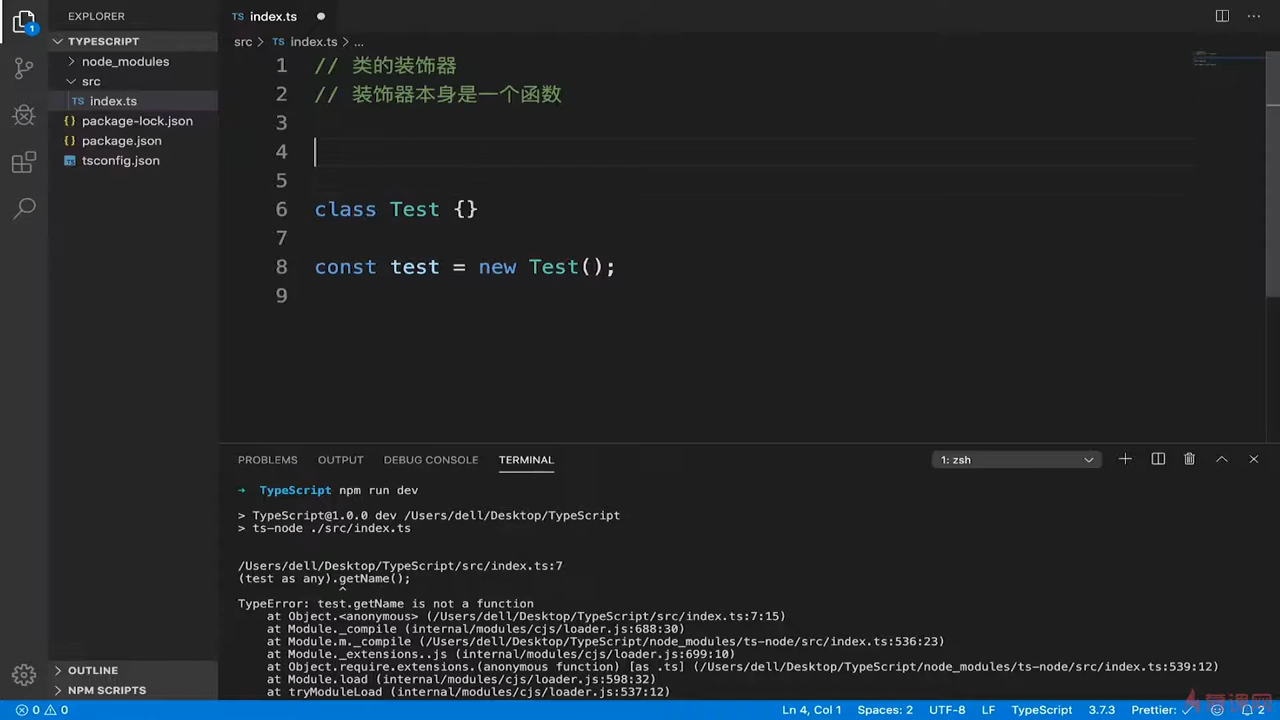 EXPLORER
TS index.ts
TYPESCRIPT
node_modules
src
TS index.ts
{} package-lock.json
{} package.json
tsconfig.json
OUTLINE
NPM SCRIPTS
src > TS index.ts > ...
1 // 类的装饰器
2 // 装饰器本身是一个函数
3
4
5
6 class Test {}
7
8 const test = new Test();
9
PROBLEMS OUTPUT DEBUG CONSOLE TERMINAL 1: zsh
→ TypeScript npm run dev
> TypeScript@1.0.0 dev /Users/dell/Desktop/TypeScript
> ts-node ./src/index.ts
/Users/dell/Desktop/TypeScript/src/index.ts:7
(test as any).getName();
^
TypeError: test.getName is not a function
at Object.<anonymous> (/Users/dell/Desktop/TypeScript/src/index.ts:7:15)
at Module._compile (internal/modules/cjs/loader.js:688:30)
at Module.m._compile (/Users/dell/Desktop/TypeScript/node_modules/ts-node/src/index.ts:536:23)
at Module._extensions..js (internal/modules/cjs/loader.js:699:10)
at Object.require.extensions.(anonymous function) [as .ts] (/Users/dell/Desktop/TypeScript/node_modules/ts-node/src/index.ts:539:12)
at Module.load (internal/modules/cjs/loader.js:598:32)
at tryModuleLoad (internal/modules/cjs/loader.js:537:12)
0 0 Ln 4, Col 1 Spaces: 2 UTF-8 LF TypeScript 3.7.3 Prettier: ✓ 2
1